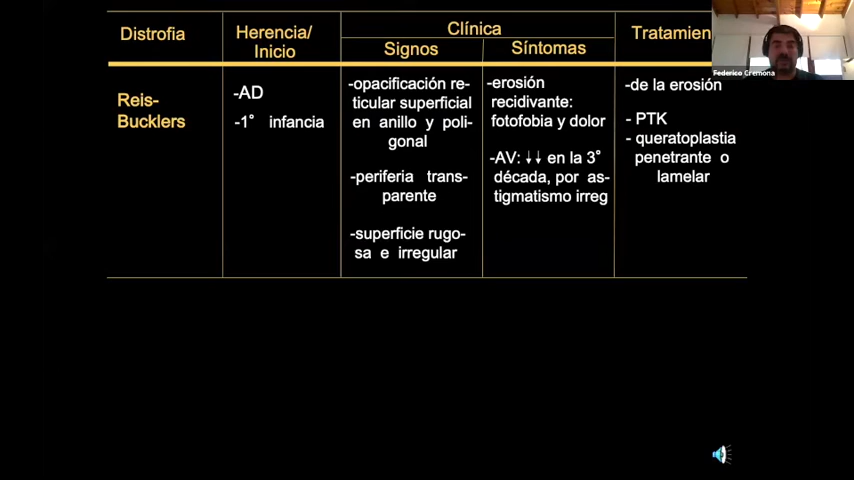 Distrofia
Herencia/
Inicio
Clínica
Signos
Síntomas
Tratamien
Federico Cremona
Reis-
Bucklers
-AD
-1° infancia
-opacificación re-
ticular superficial
en anillo y poli-
gonal
-periferia trans-
parente
-superficie rugo-
sa e irregular
-erosión
recidivante:
fotofobia y dolor
-AV: ↓↓ en la 3°
década, por as-
tigmatismo irreg
-de la erosión
- PTK
- queratoplastia
penetrante o
lamelar